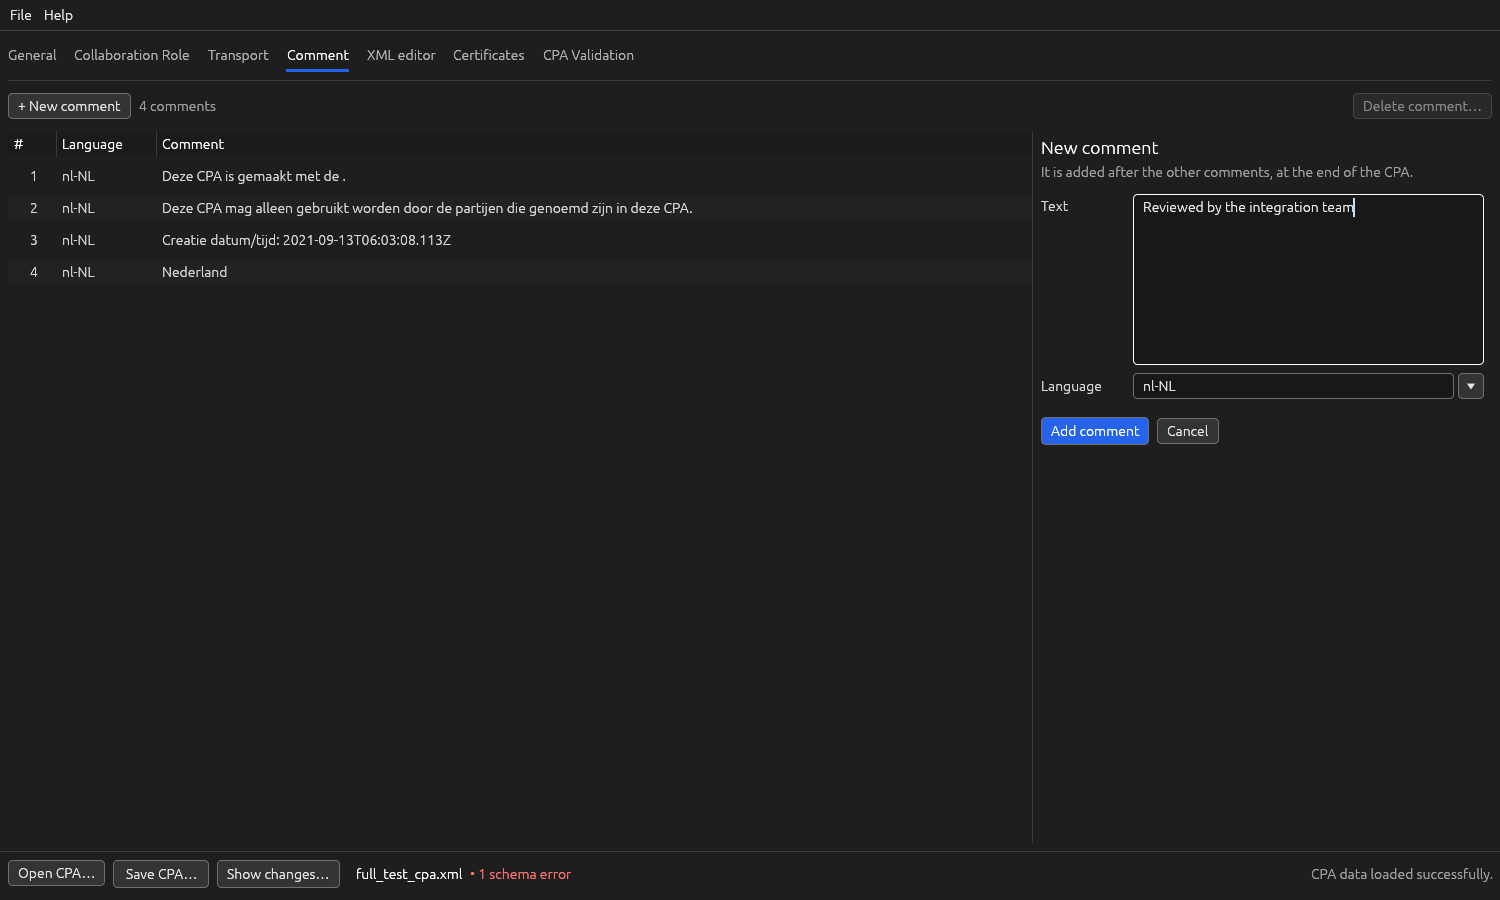 File Help
General Collaboration Role Transport Comment XML editor Certificates CPA Validation
+ New comment 4 comments Delete comment...
# Language Comment
1 nl-NL Deze CPA is gemaakt met de .
2 nl-NL Deze CPA mag alleen gebruikt worden door de partijen die genoemd zijn in deze CPA.
3 nl-NL Creatie datum/tijd: 2021-09-13T06:03:08.113Z
4 nl-NL Nederland
New comment
It is added after the other comments, at the end of the CPA.
Text Reviewed by the integration team
Language nl-NL
Add comment Cancel
Open CPA... Save CPA... Show changes... full_test_cpa.xml • 1 schema error CPA data loaded successfully.